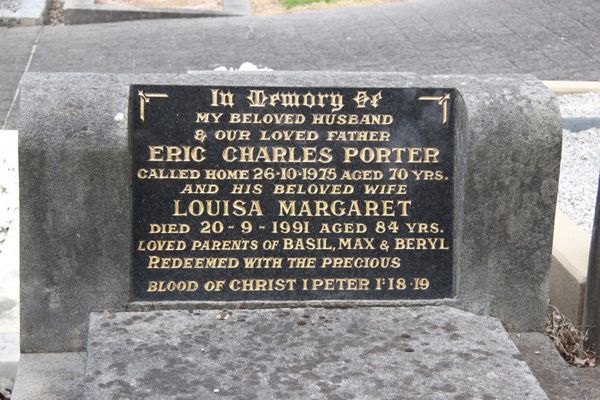 In Memory Of
MY BELOVED HUSBAND
& OUR LOVED FATHER
ERIC CHARLES PORTER
CALLED HOME 26·10·1975 AGED 70 YRS.
AND HIS BELOVED WIFE
LOUISA MARGARET
DIED 20-9-1991 AGED 84 YRS.
LOVED PARENTS OF BASIL, MAX & BERYL
REDEEMED WITH THE PRECIOUS
BLOOD OF CHRIST 1 PETER 1·18·19